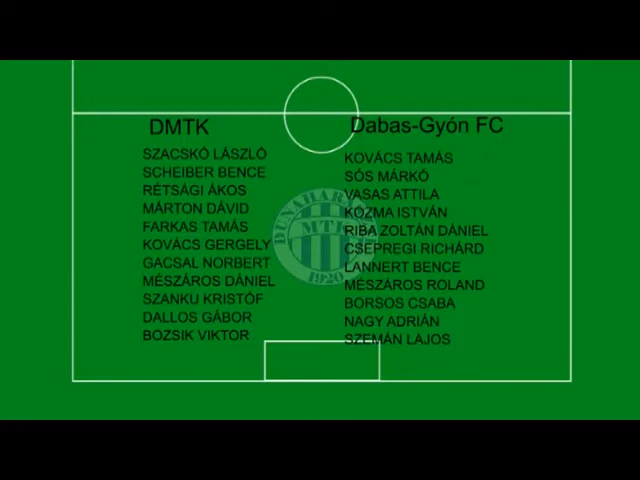 DMTK
SZACSKÓ LÁSZLÓ
SCHEIBER BENCE
RÉTSÁGI ÁKOS
MÁRTON DÁVID
FARKAS TAMÁS
KOVÁCS GERGELY
GACSAL NORBERT
MÉSZÁROS DÁNIEL
SZANKU KRISTÓF
DALLOS GÁBOR
BOZSIK VIKTOR
Dabas-Gyón FC
KOVÁCS TAMÁS
SÓS MÁRKÓ
VASAS ATTILA
KOZMA ISTVÁN
RIBA ZOLTÁN DÁNIEL
CSEPREGI RICHÁRD
LANNERT BENCE
MÉSZÁROS ROLAND
BORSOS CSABA
NAGY ADRIÁN
SZEMÁN LAJOS
MTK
1920